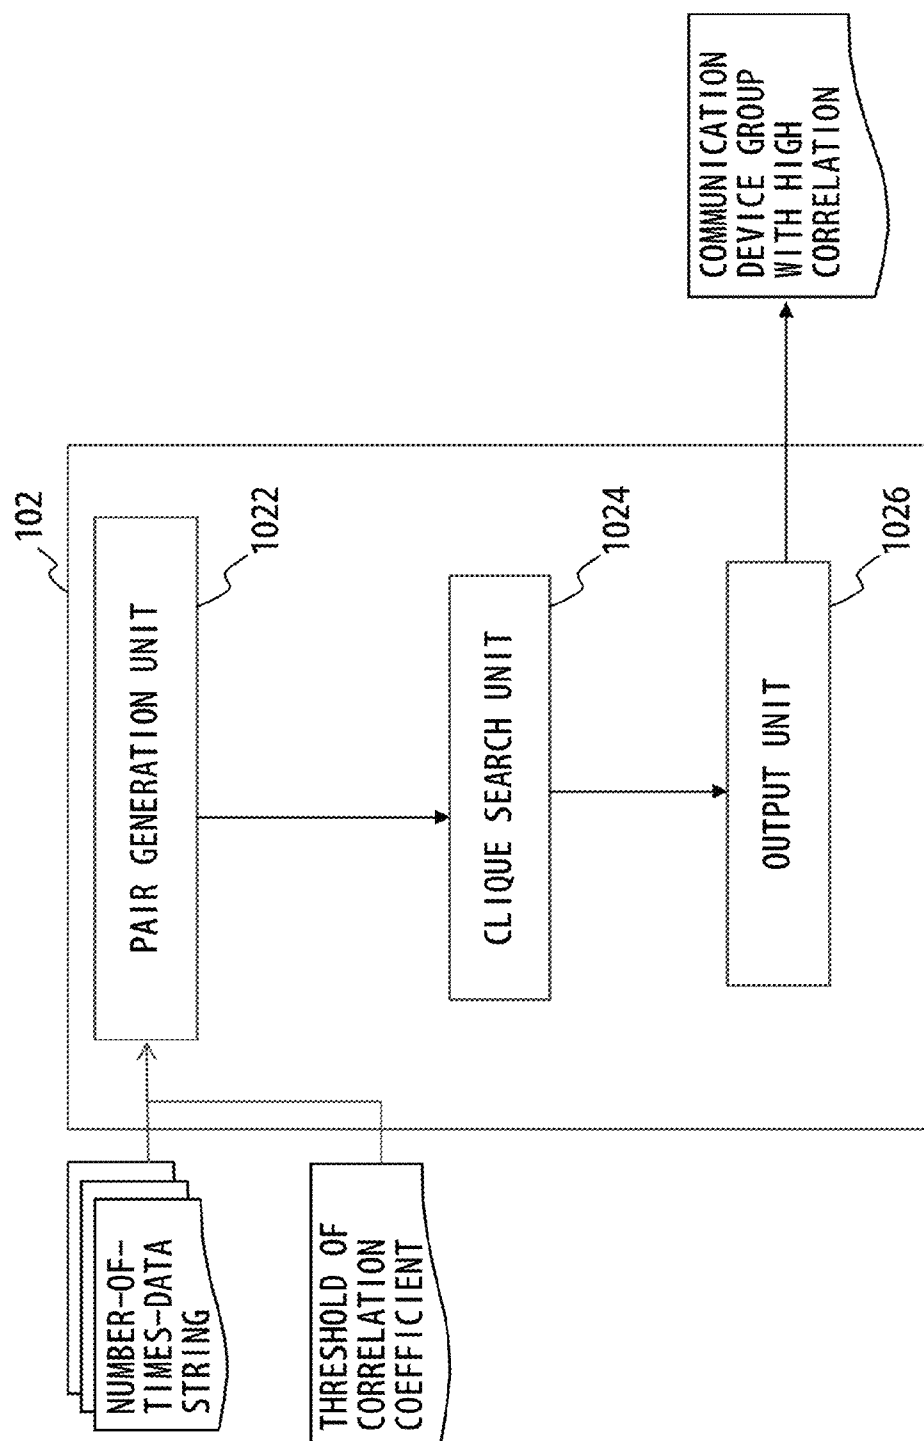 NUMBER-OF-
TIMES-DATA
STRING
THRESHOLD OF
CORRELATION
COEFFICIENT
102
PAIR GENERATION UNIT
1022
CLIQUE SEARCH UNIT
1024
OUTPUT UNIT
1026
COMMUNICATION
DEVICE GROUP
WITH HIGH
CORRELATION